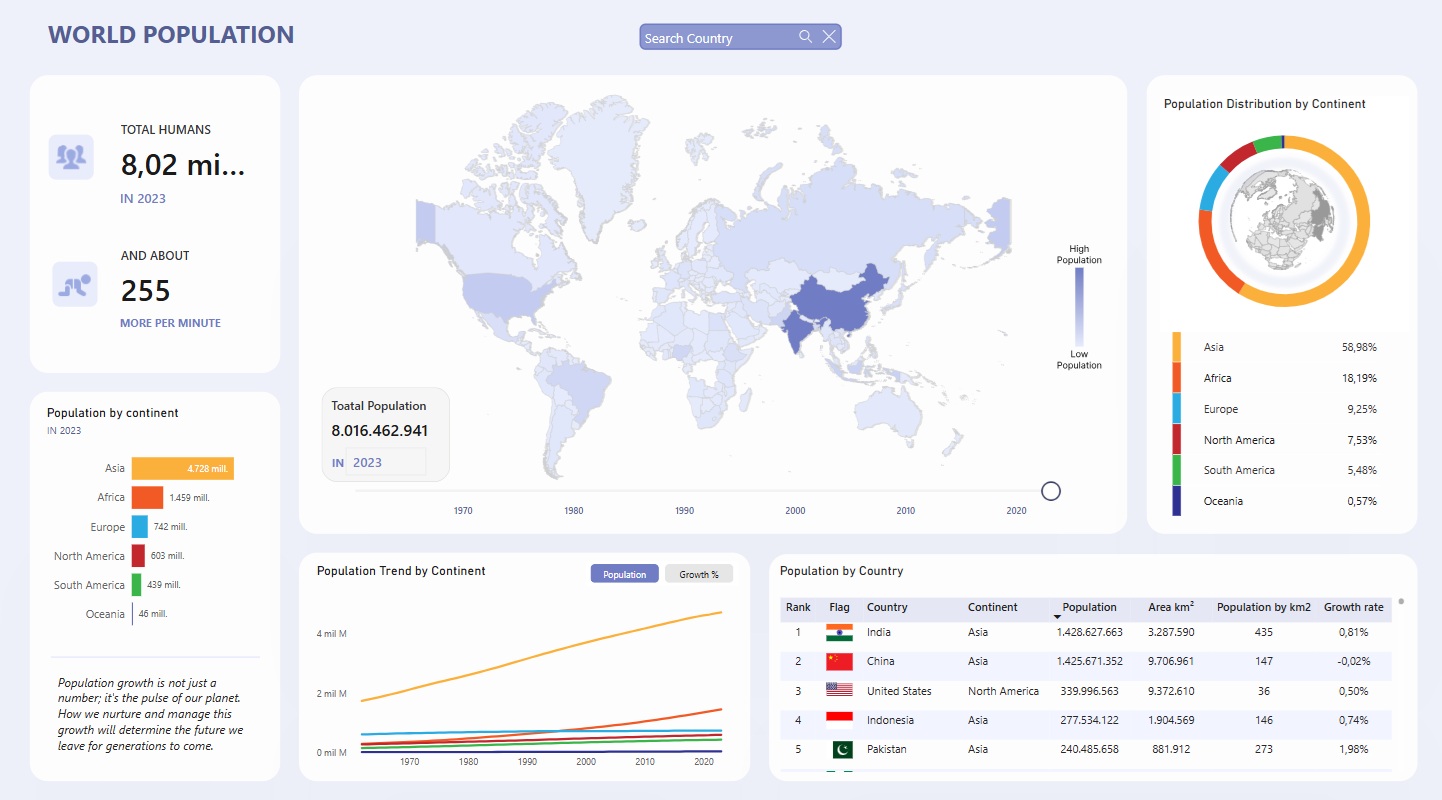 WORLD POPULATION
Search Country
TOTAL HUMANS
8,02 mi...
IN 2023
AND ABOUT
255
MORE PER MINUTE
Population by continent
IN 2023
Asia 4.728 mill.
Africa 1.459 mill.
Europe 742 mill.
North America 603 mill.
South America 439 mill.
Oceania 46 mill.
Population growth is not just a
number; it's the pulse of our planet.
How we nurture and manage this
growth will determine the future we
leave for generations to come.
High
Population
Low
Population
Toatal Population
8.016.462.941
IN 2023
1970 1980 1990 2000 2010 2020
Population Distribution by Continent
Asia 58,98%
Africa 18,19%
Europe 9,25%
North America 7,53%
South America 5,48%
Oceania 0,57%
Population Trend by Continent
Population Growth %
4 mil M
2 mil M
0 mil M
1970 1980 1990 2000 2010 2020
Population by Country
Rank Flag Country Continent Population Area km² Population by km2 Growth rate
1 India Asia 1.428.627.663 3.287.590 435 0,81%
2 China Asia 1.425.671.352 9.706.961 147 -0,02%
3 United States North America 339.996.563 9.372.610 36 0,50%
4 Indonesia Asia 277.534.122 1.904.569 146 0,74%
5 Pakistan Asia 240.485.658 881.912 273 1,98%